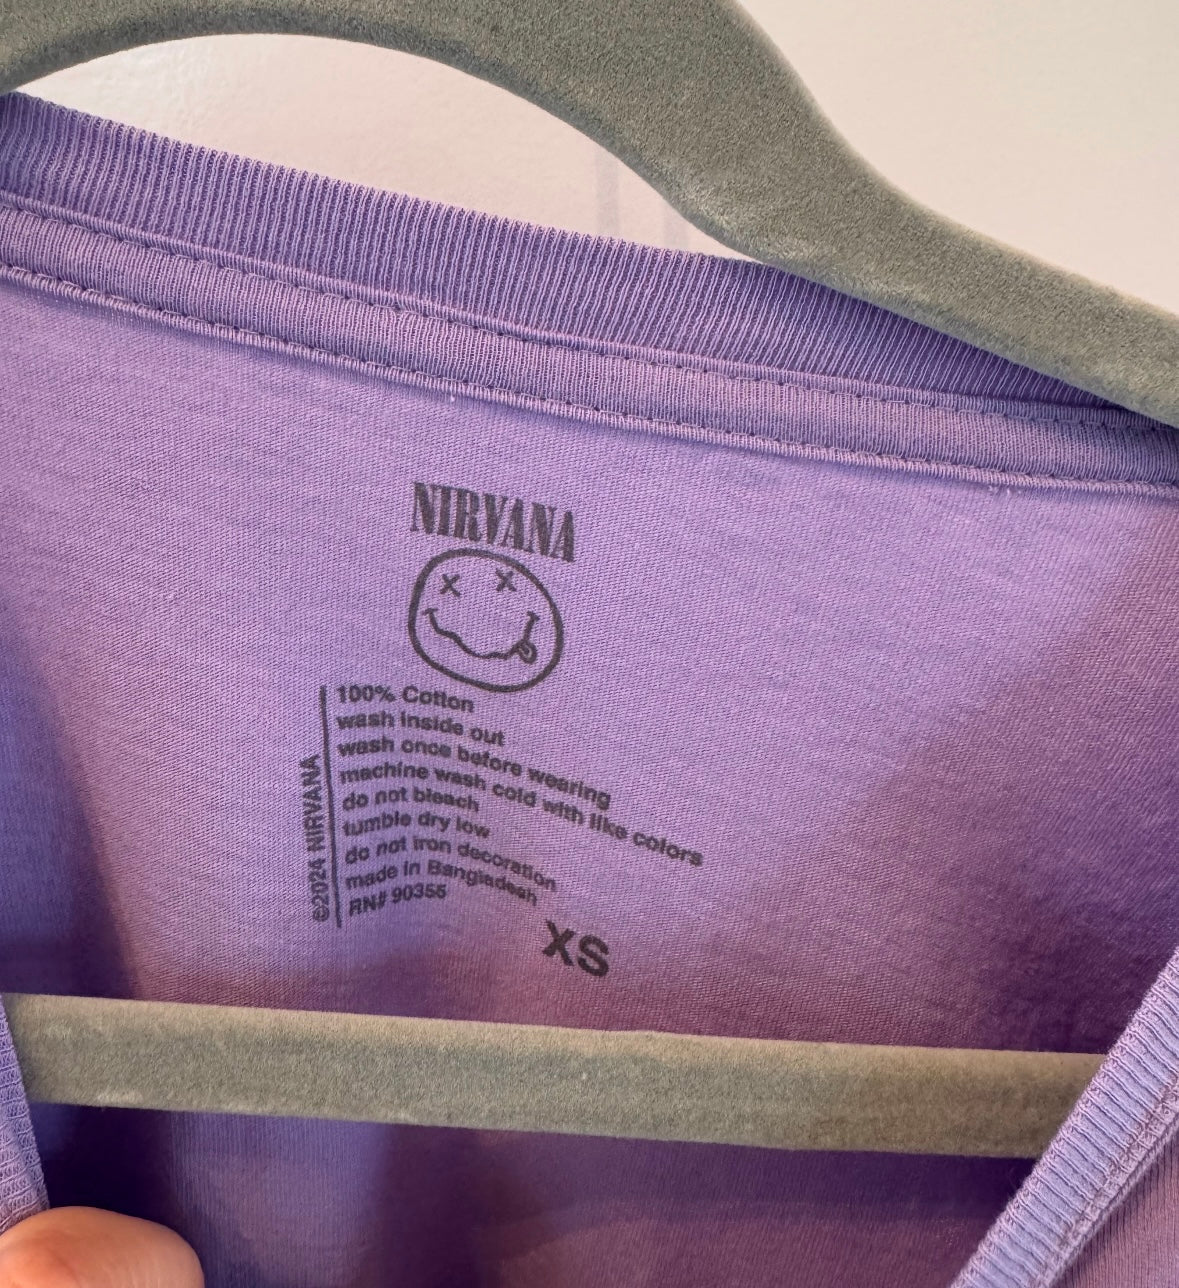 NIRVANA
x x
100% Cotton
wash inside out
wash once before wearing
machine wash cold with like colors
do not bleach
tumble dry low
do not iron decoration
made in Bangladesh
RN# 90355
©2024 NIRVANA
XS